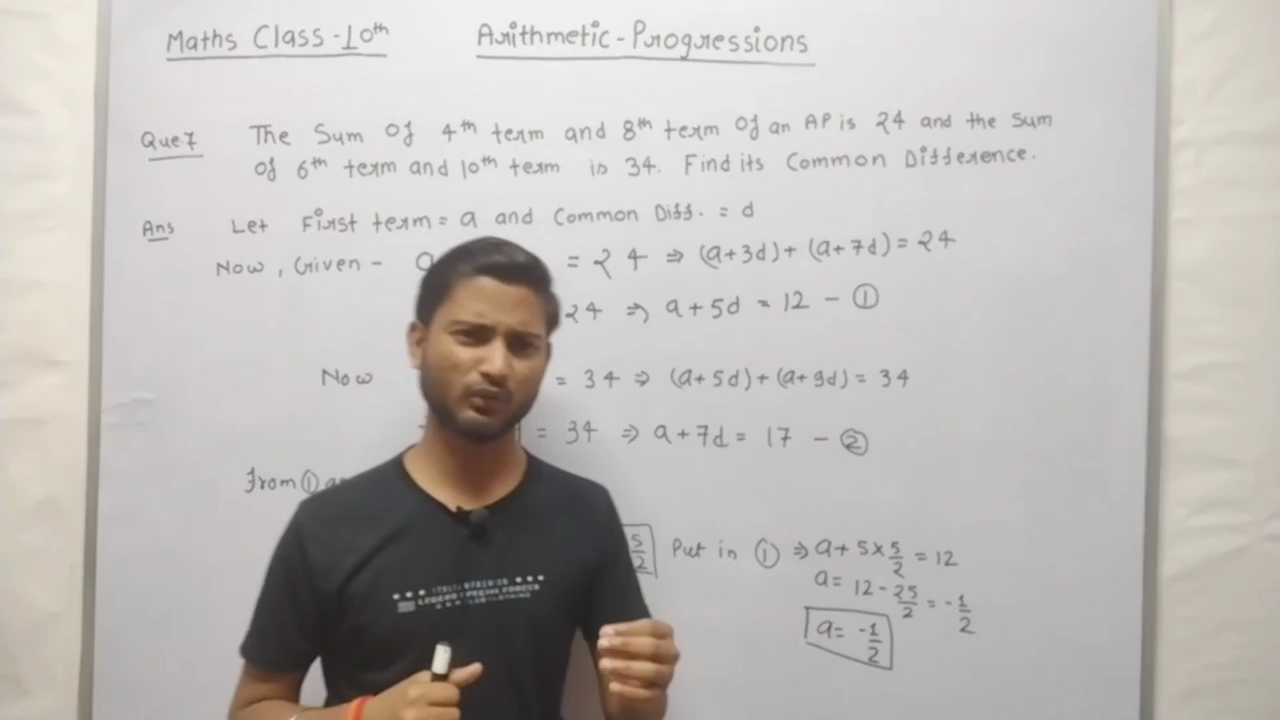 Maths Class-10th Arithmetic-Progressions
Que.7 The Sum Of 4th term and 8th term Of an AP is 24 and the Sum
of 6th term and 10th term is 34. Find its Common Difference.
Ans Let First term = a and Common Diff. = d
Now, Given - a = 24 ⇒ (a+3d) + (a+7d) = 24
24 ⇒ a + 5d = 12 - ①
Now = 34 ⇒ (a+5d) + (a+9d) = 34
= 34 ⇒ a + 7d = 17 - ②
From ①
5/2 Put in ① ⇒ a + 5 × 5/2 = 12
a = 12 - 25/2 = -1/2
a = -1/2